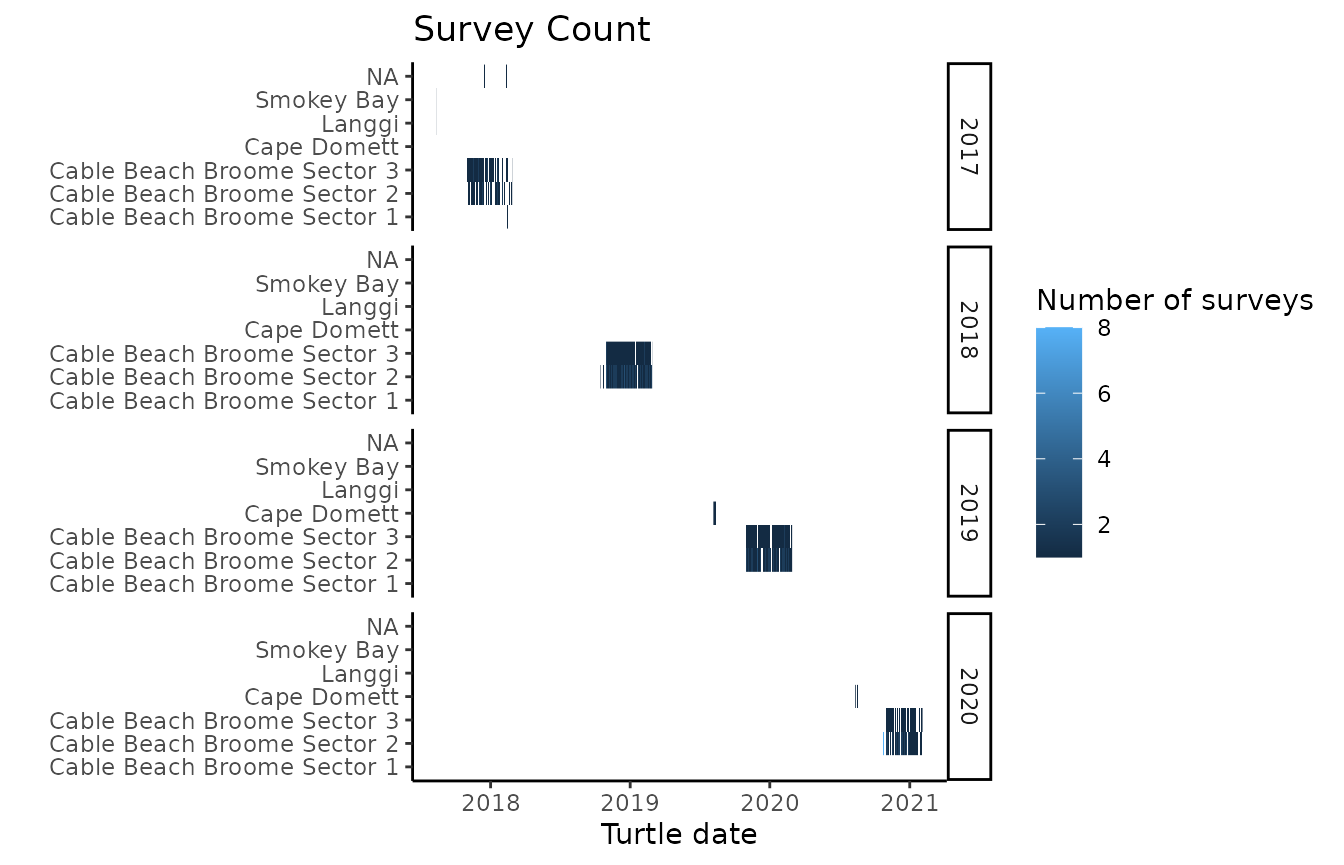 Survey Count
NA
Smokey Bay
Langgi
Cape Domett
Cable Beach Broome Sector 3
Cable Beach Broome Sector 2
Cable Beach Broome Sector 1
2017
NA
Smokey Bay
Langgi
Cape Domett
Cable Beach Broome Sector 3
Cable Beach Broome Sector 2
Cable Beach Broome Sector 1
2018
NA
Smokey Bay
Langgi
Cape Domett
Cable Beach Broome Sector 3
Cable Beach Broome Sector 2
Cable Beach Broome Sector 1
2019
NA
Smokey Bay
Langgi
Cape Domett
Cable Beach Broome Sector 3
Cable Beach Broome Sector 2
Cable Beach Broome Sector 1
2020
2018 2019 2020 2021
Turtle date
Number of surveys
8
6
4
2